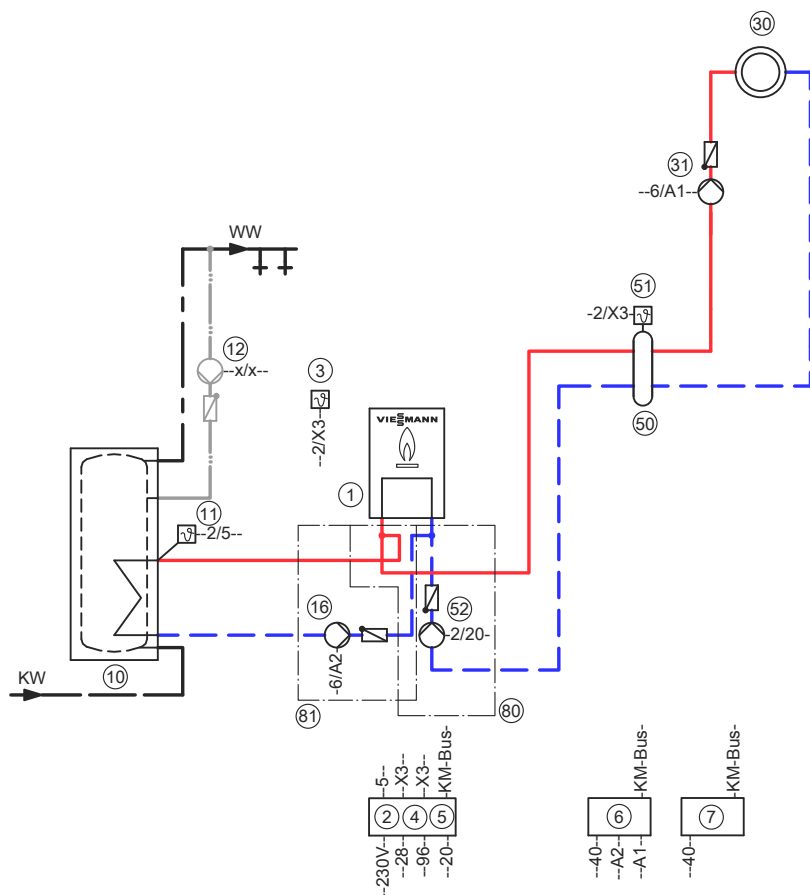 30
31
--6/A1--
WW
51
-2/X3-
12
--x/x--
3
--2/X3--
VIESMANN
50
1
11
--2/5--
16
52
-2/20-
--6/A2--
KW
10
81
80
--5--
--X3--
--X3--
--KM-Bus-
2
4
5
--230V--
--28--
--96--
--20--
--KM-Bus-
6
--40--
--A2--
--A1--
--KM-Bus-
7
--40--